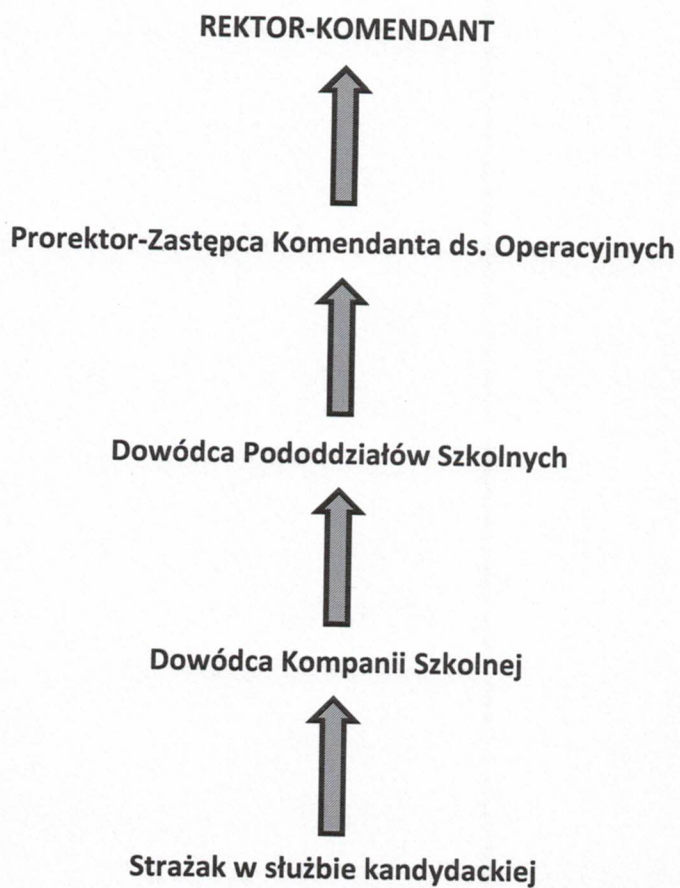 REKTOR-KOMENDANT
Prorektor-Zastępca Komendanta ds. Operacyjnych
Dowódca Pododdziałów Szkolnych
Dowódca Kompanii Szkolnej
Strażak w służbie kandydackiej